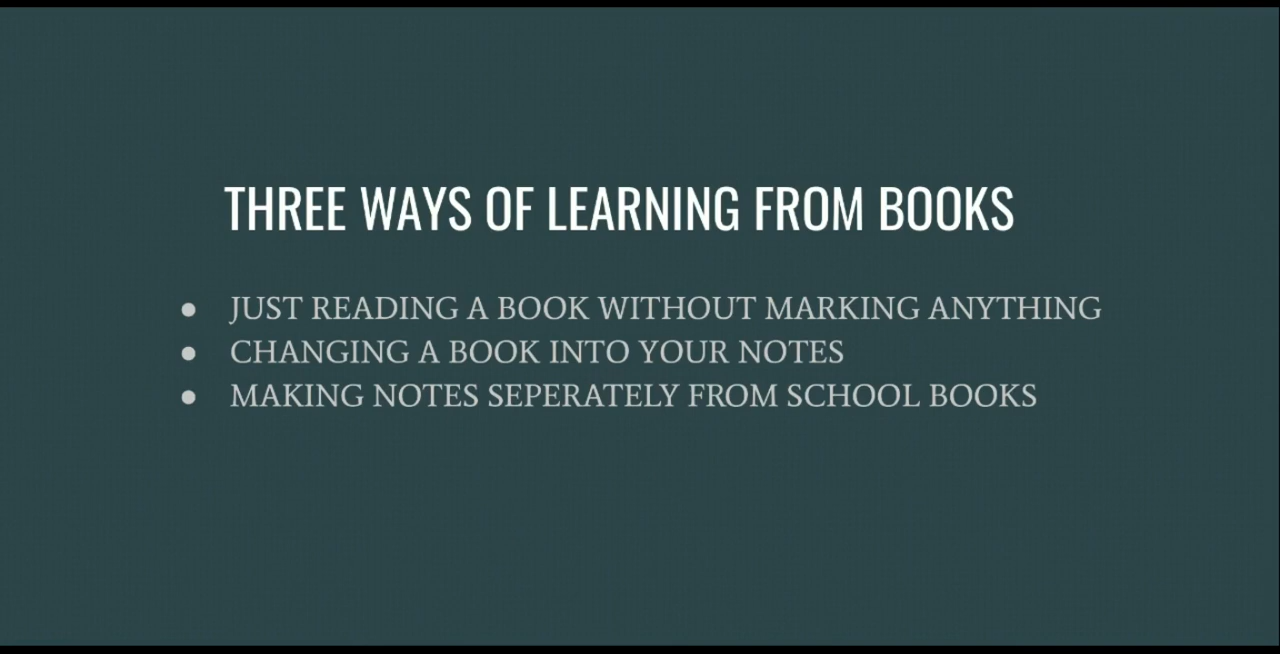 THREE WAYS OF LEARNING FROM BOOKS
● JUST READING A BOOK WITHOUT MARKING ANYTHING
● CHANGING A BOOK INTO YOUR NOTES
● MAKING NOTES SEPERATELY FROM SCHOOL BOOKS